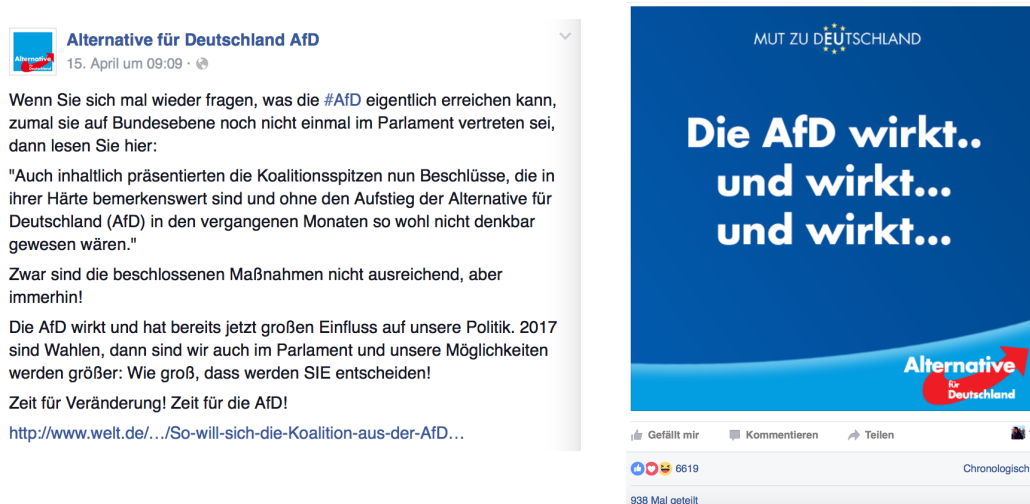 Alternative für Deutschland AfD
15. April um 09:09 ·
Wenn Sie sich mal wieder fragen, was die #AfD eigentlich erreichen kann,
zumal sie auf Bundesebene noch nicht einmal im Parlament vertreten sei,
dann lesen Sie hier:
"Auch inhaltlich präsentierten die Koalitionsspitzen nun Beschlüsse, die in
ihrer Härte bemerkenswert sind und ohne den Aufstieg der Alternative für
Deutschland (AfD) in den vergangenen Monaten so wohl nicht denkbar
gewesen wären."
Zwar sind die beschlossenen Maßnahmen nicht ausreichend, aber
immerhin!
Die AfD wirkt und hat bereits jetzt großen Einfluss auf unsere Politik. 2017
sind Wahlen, dann sind wir auch im Parlament und unsere Möglichkeiten
werden größer: Wie groß, dass werden SIE entscheiden!
Zeit für Veränderung! Zeit für die AfD!
http://www.welt.de/…/So-will-sich-die-Koalition-aus-der-AfD…
MUT ZU DEUTSCHLAND
Die AfD wirkt..
und wirkt...
und wirkt...
Alternative
für
Deutschland
Gefällt mir Kommentieren Teilen
6619 Chronologisch
938 Mal geteilt